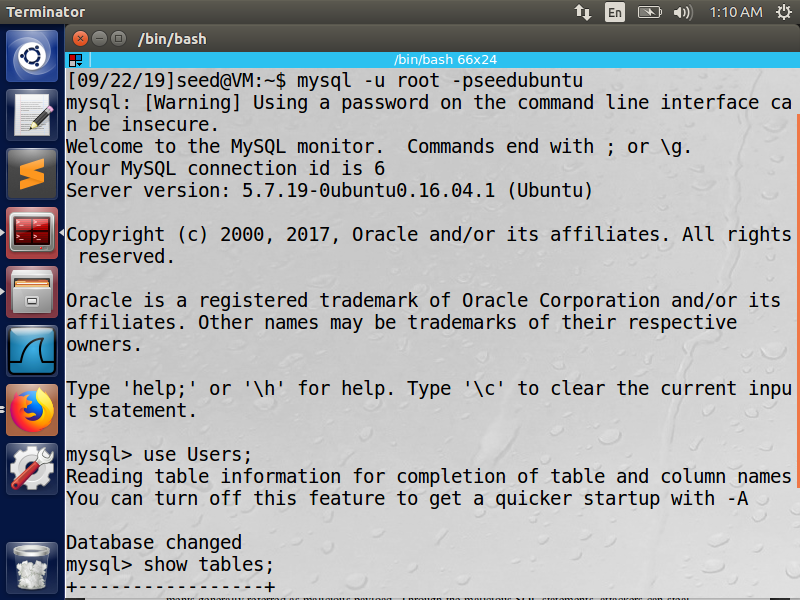 Terminator
En
1:10 AM
/bin/bash
/bin/bash 66x24
[09/22/19]seed@VM:~$ mysql -u root -pseedubuntu
mysql: [Warning] Using a password on the command line interface ca
n be insecure.
Welcome to the MySQL monitor.  Commands end with ; or \g.
Your MySQL connection id is 6
Server version: 5.7.19-0ubuntu0.16.04.1 (Ubuntu)
Copyright (c) 2000, 2017, Oracle and/or its affiliates. All rights
 reserved.
Oracle is a registered trademark of Oracle Corporation and/or its
affiliates. Other names may be trademarks of their respective
owners.
Type 'help;' or '\h' for help. Type '\c' to clear the current inpu
t statement.
mysql> use Users;
Reading table information for completion of table and column names
You can turn off this feature to get a quicker startup with -A
Database changed
mysql> show tables;
+-----------------+